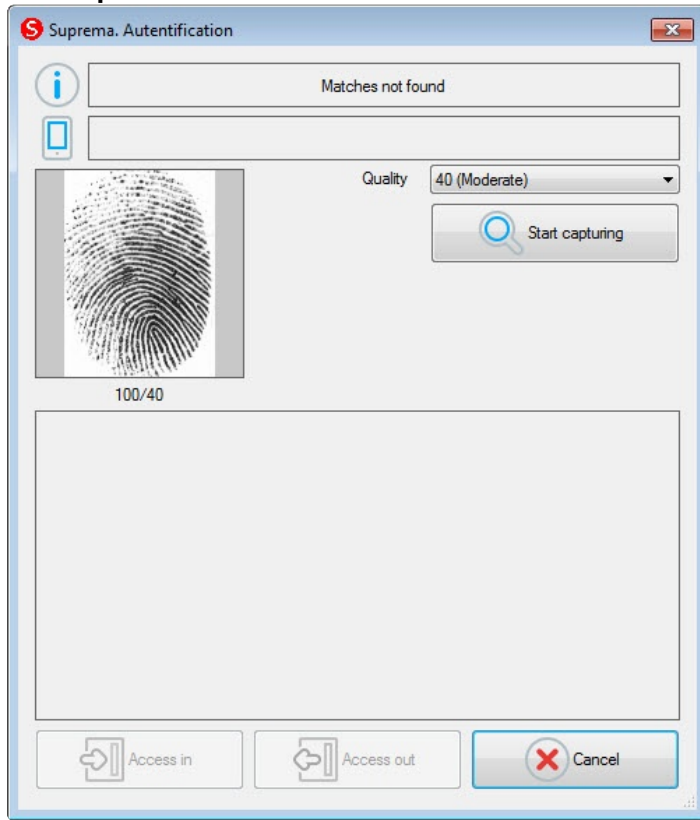 Suprema. Autentification
Matches not found
Quality
40 (Moderate)
Start capturing
100/40
Access in
Access out
Cancel